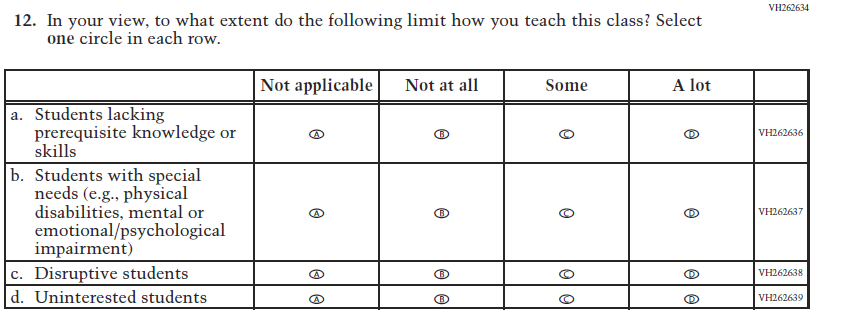 VH262634
12. In your view, to what extent do the following limit how you teach this class? Select
one circle in each row.
Not applicable Not at all Some A lot
a. Students lacking
prerequisite knowledge or
skills
Ⓐ Ⓑ Ⓒ Ⓓ VH262636
b. Students with special
needs (e.g., physical
disabilities, mental or
emotional/psychological
impairment)
Ⓐ Ⓑ Ⓒ Ⓓ VH262637
c. Disruptive students Ⓐ Ⓑ Ⓒ Ⓓ VH262638
d. Uninterested students Ⓐ Ⓑ Ⓒ Ⓓ VH262639